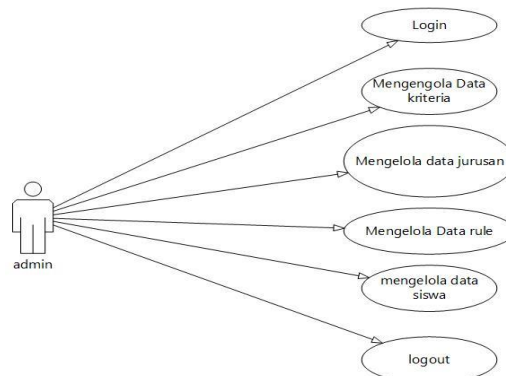 Login
Mengengola Data
kriteria
Mengelola data jurusan
Mengelola Data rule
mengelola data
siswa
logout
admin